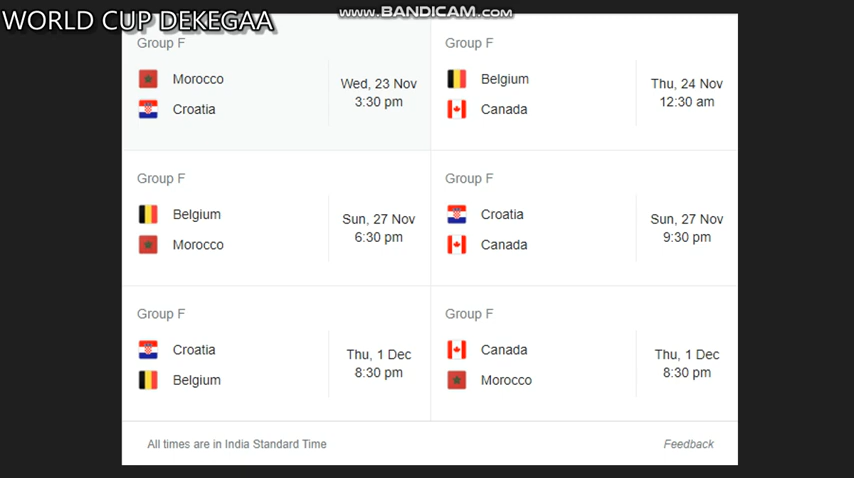 WORLD CUP DEKEGAA
www.BANDICAM.com
Group F
Morocco
Croatia
Wed, 23 Nov
3:30 pm
Group F
Belgium
Canada
Thu, 24 Nov
12:30 am
Group F
Belgium
Morocco
Sun, 27 Nov
6:30 pm
Group F
Croatia
Canada
Sun, 27 Nov
9:30 pm
Group F
Croatia
Belgium
Thu, 1 Dec
8:30 pm
Group F
Canada
Morocco
Thu, 1 Dec
8:30 pm
All times are in India Standard Time
Feedback